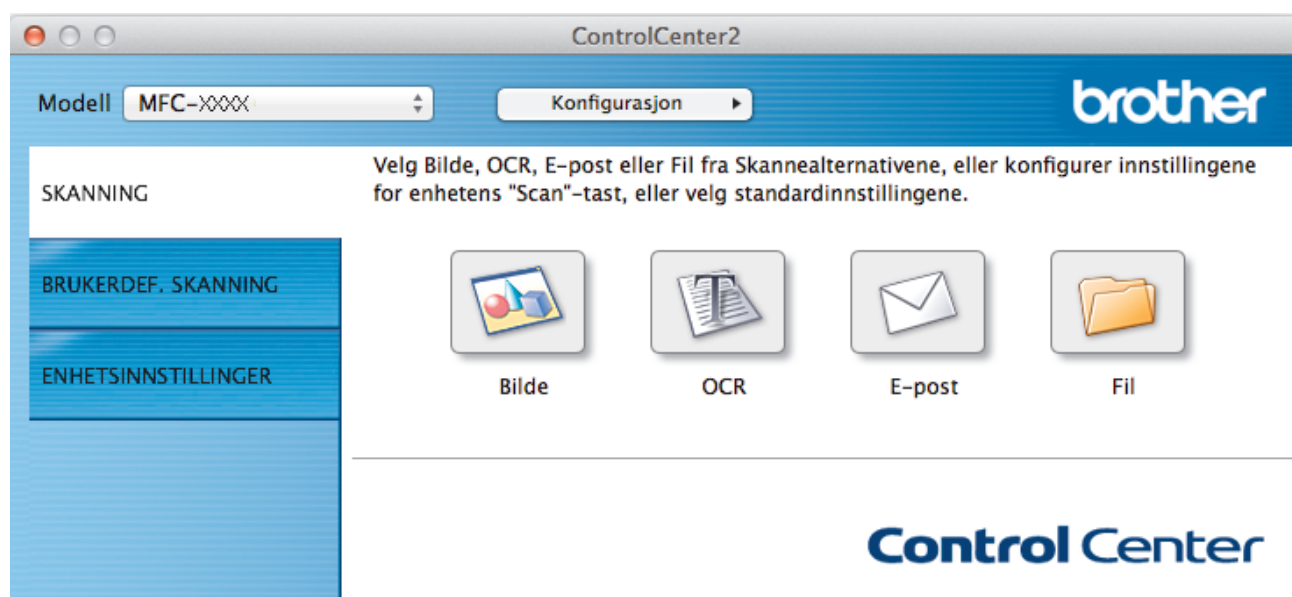 ControlCenter2
Modell MFC-XXXX Konfigurasjon
brother
SKANNING
BRUKERDEF. SKANNING
ENHETSINNSTILLINGER
Velg Bilde, OCR, E-post eller Fil fra Skannealternativene, eller konfigurer innstillingene
for enhetens "Scan"-tast, eller velg standardinnstillingene.
Bilde OCR E-post Fil
Control Center